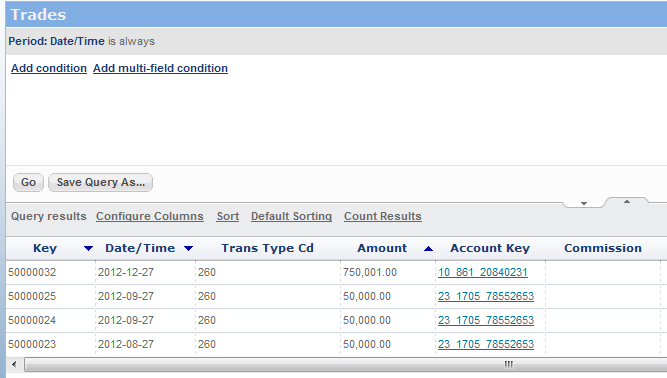 Trades
Period: Date/Time is always
Add condition Add multi-field condition
Go Save Query As...
Query results Configure Columns Sort Default Sorting Count Results
Key Date/Time Trans Type Cd Amount Account Key Commission
50000032 2012-12-27 260 750,001.00 10_861_20840231
50000025 2012-09-27 260 50,000.00 23_1705_78552653
50000024 2012-09-27 260 50,000.00 23_1705_78552653
50000023 2012-08-27 260 50,000.00 23_1705_78552653